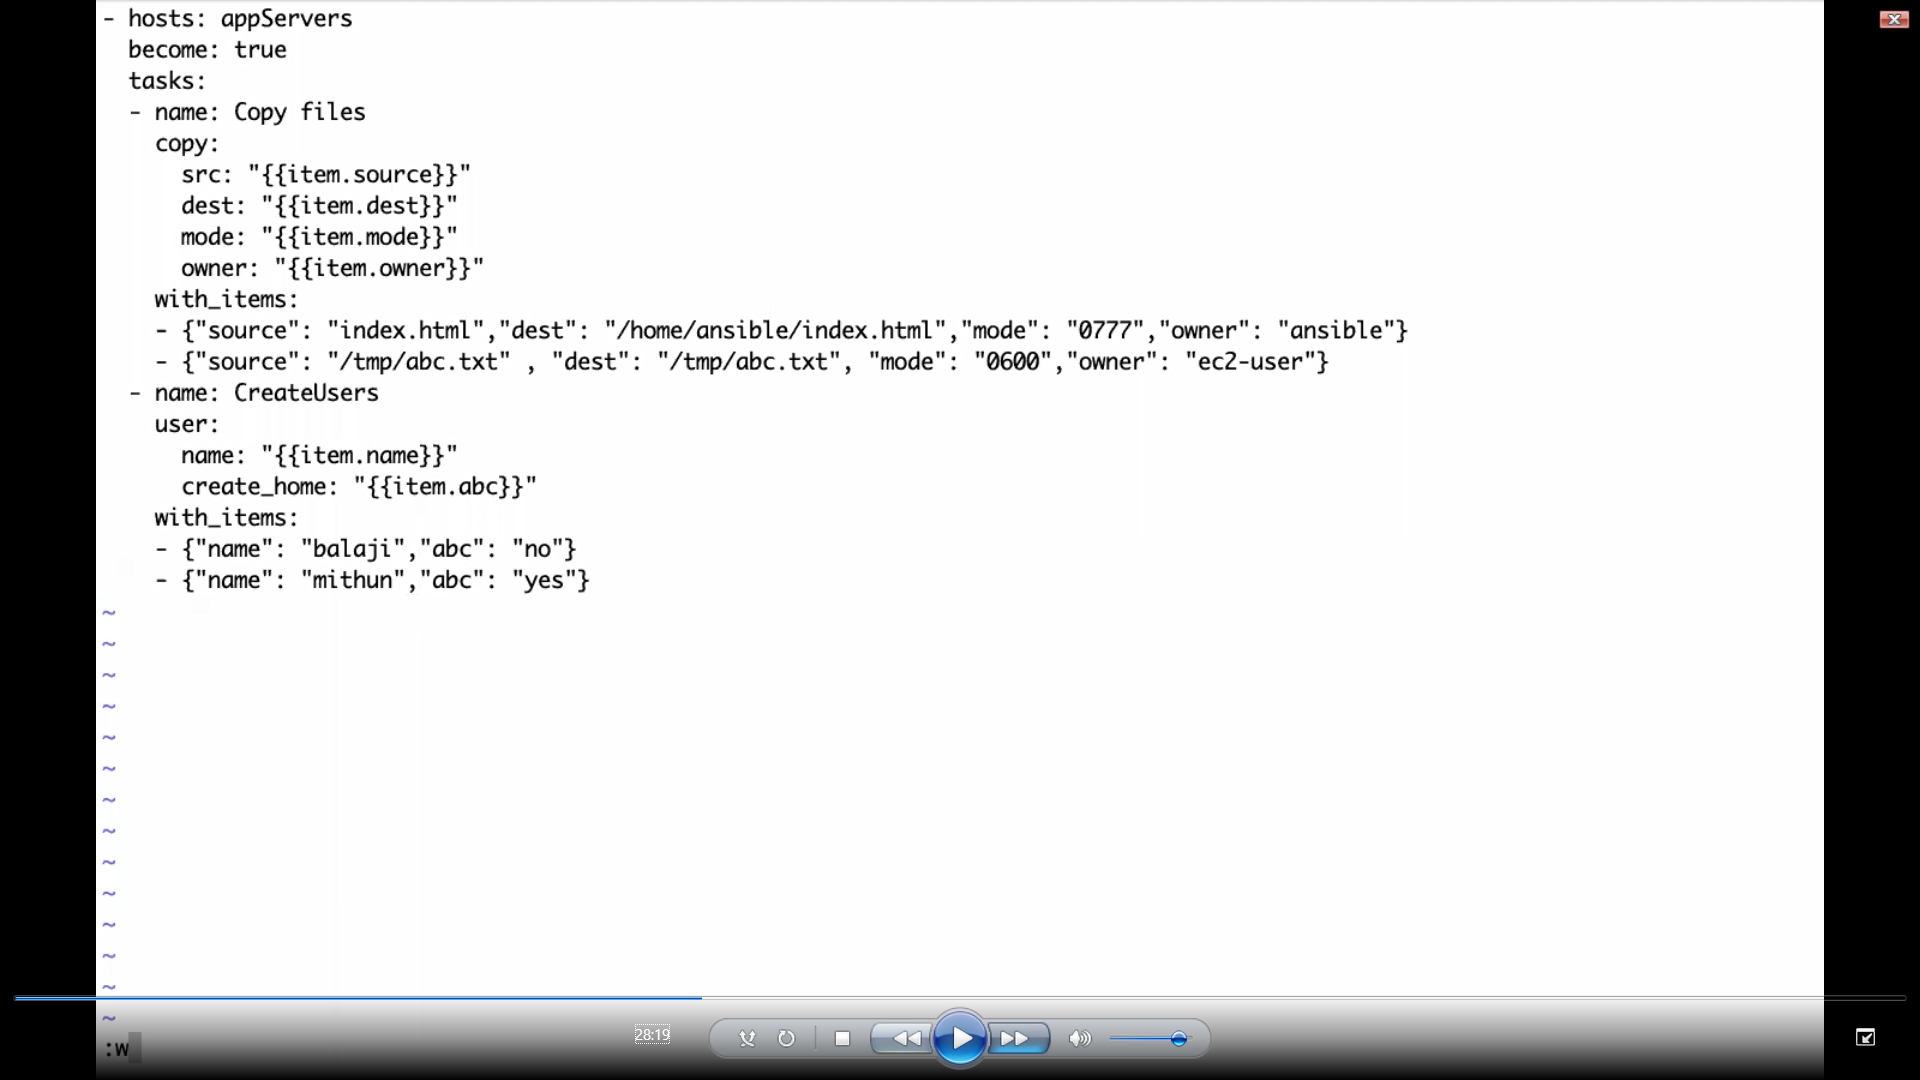 - hosts: appServers
  become: true
  tasks:
  - name: Copy files
    copy:
      src: "{{item.source}}"
      dest: "{{item.dest}}"
      mode: "{{item.mode}}"
      owner: "{{item.owner}}"
    with_items:
    - {"source": "index.html","dest": "/home/ansible/index.html","mode": "0777","owner": "ansible"}
    - {"source": "/tmp/abc.txt" , "dest": "/tmp/abc.txt", "mode": "0600","owner": "ec2-user"}
  - name: CreateUsers
    user:
      name: "{{item.name}}"
      create_home: "{{item.abc}}"
    with_items:
    - {"name": "balaji","abc": "no"}
    - {"name": "mithun","abc": "yes"}
~
~
~
~
~
~
~
~
~
~
~
~
~
~
28:19
:w